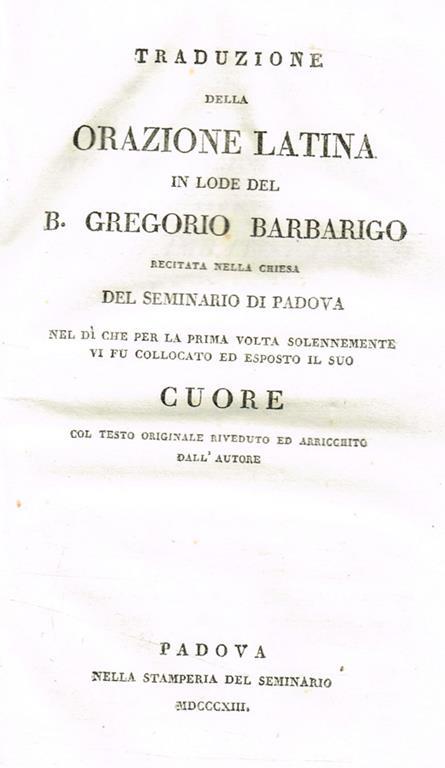 TRADUZIONE
DELLA
ORAZIONE LATINA
IN LODE DEL
B. GREGORIO BARBARIGO
RECITATA NELLA CHIESA
DEL SEMINARIO DI PADOVA
NEL DÌ CHE PER LA PRIMA VOLTA SOLENNEMENTE
VI FU COLLOCATO ED ESPOSTO IL SUO
CUORE
COL TESTO ORIGINALE RIVEDUTO ED ARRICCHITO
DALL' AUTORE
PADOVA
NELLA STAMPERIA DEL SEMINARIO
MDCCCXIII.